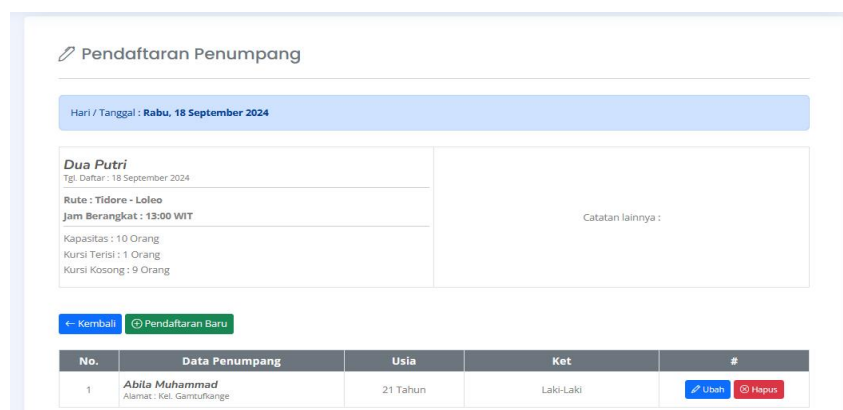 Pendaftaran Penumpang
Hari / Tanggal : Rabu, 18 September 2024
Dua Putri
Tgl. Daftar : 18 September 2024
Rute : Tidore - Loleo
Jam Berangkat : 13:00 WIT
Kapasitas : 10 Orang
Kursi Terisi : 1 Orang
Kursi Kosong : 9 Orang
Catatan lainnya :
← Kembali Pendaftaran Baru
No. Data Penumpang Usia Ket #
1 Abila Muhammad 21 Tahun Laki-Laki Ubah Hapus
Alamat : Kel. Gamtufkange